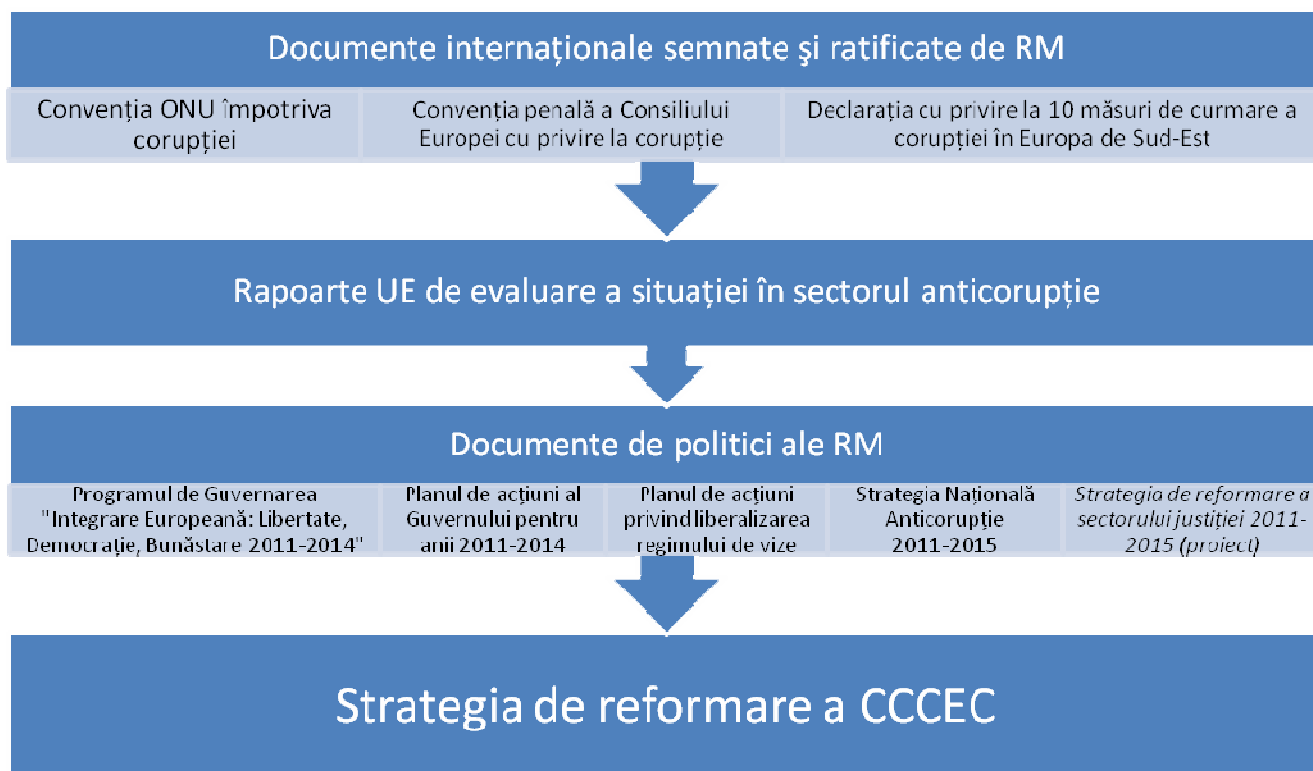 Documente internaționale semnate şi ratificate de RM
Convenția ONU împotriva
corupției
Convenția penală a Consiliului
Europei cu privire la corupție
Declarația cu privire la 10 măsuri de curmare a
corupției în Europa de Sud-Est
Rapoarte UE de evaluare a situației în sectorul anticorupție
Documente de politici ale RM
Programul de Guvernarea
"Integrare Europeană: Libertate,
Democrație, Bunăstare 2011-2014"
Planul de acțiuni al
Guvernului pentru
anii 2011-2014
Planul de acțiuni
privind liberalizarea
regimului de vize
Strategia Națională
Anticorupție
2011-2015
Strategia de reformare a
sectorului justiției 2011-
2015 (proiect)
Strategia de reformare a CCCEC